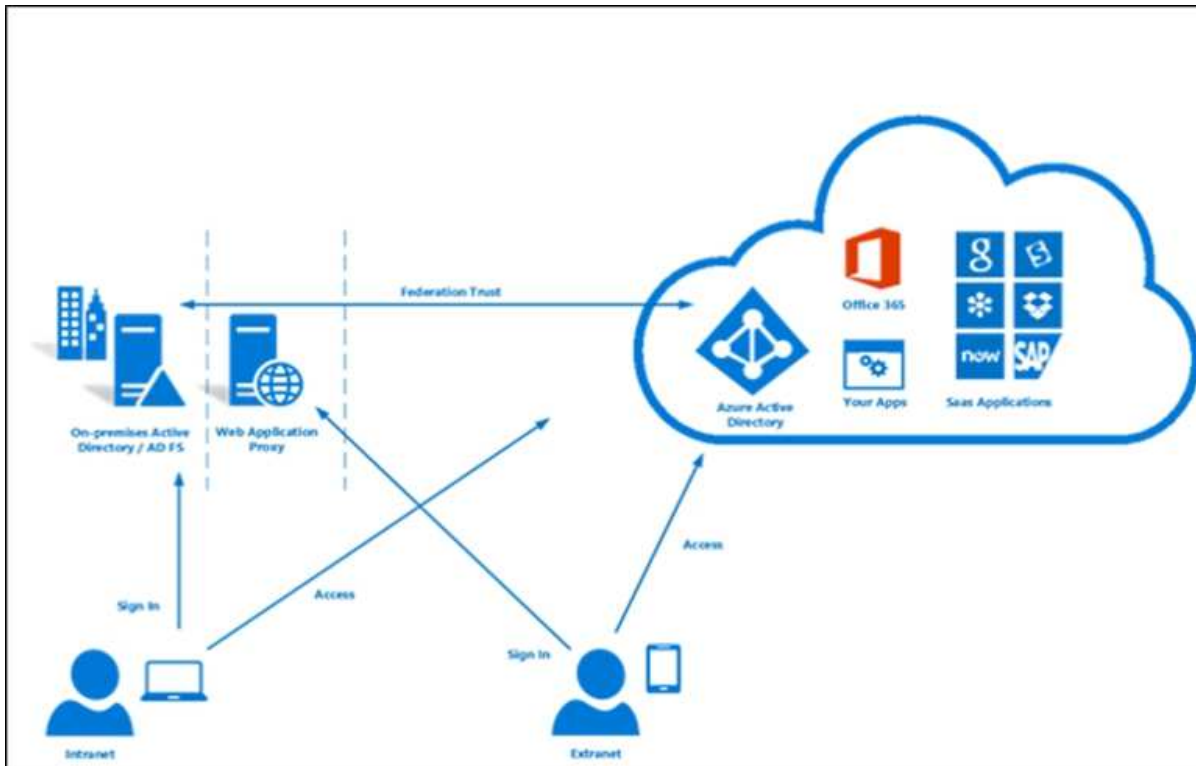 Federation Trust
Office 365
g
now
SAP
On-premises Active
Directory / AD FS
Web Application
Proxy
Azure Active
Directory
Your Apps
Saas Applications
Sign In
Access
Sign In
Access
Intranet
Extranet